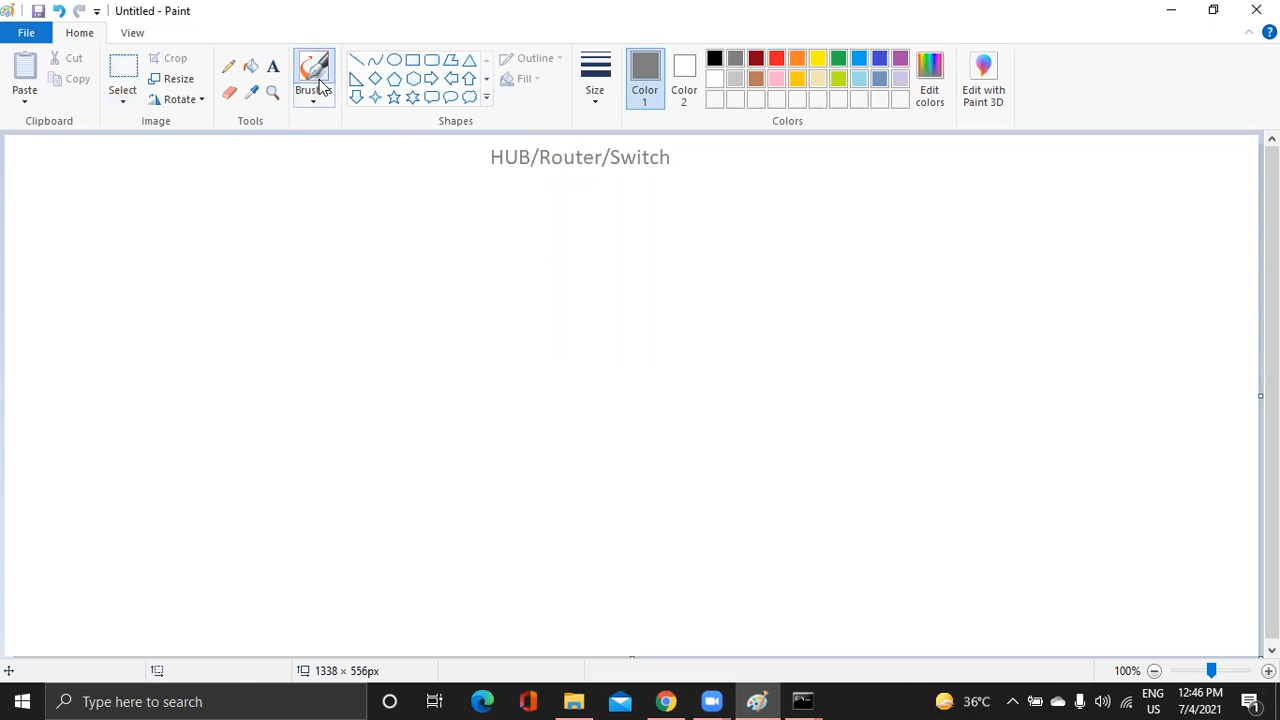 Untitled - Paint
File
Home
View
Paste
Cut
Copy
Clipboard
Select
Crop
Resize
Rotate
Image
A
Tools
Brushes
Shapes
Outline
Fill
Size
Color 1
Color 2
Edit colors
Edit with Paint 3D
Colors
HUB/Router/Switch
1338 × 556px
100%
Type here to search
36°C
ENG
US
12:46 PM
7/4/2021
1